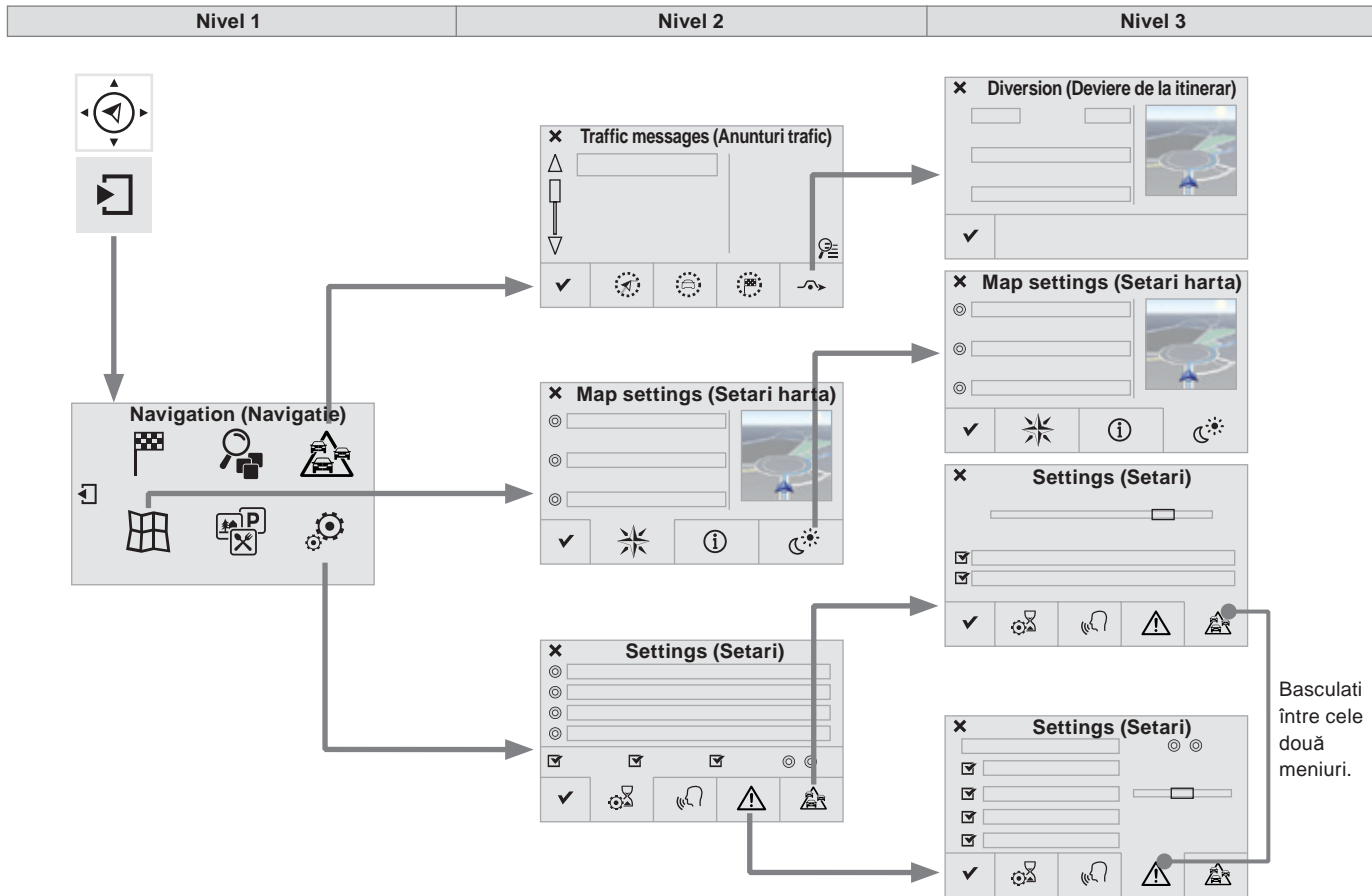 Nivel 1
Nivel 2
Nivel 3
Diversion (Deviere de la itinerar)
Traffic messages (Anunturi trafic)
Map settings (Setari harta)
Navigation (Navigatie)
Map settings (Setari harta)
P
Settings (Setari)
Settings (Setari)
Basculati
între cele
două
meniuri.
Settings (Setari)